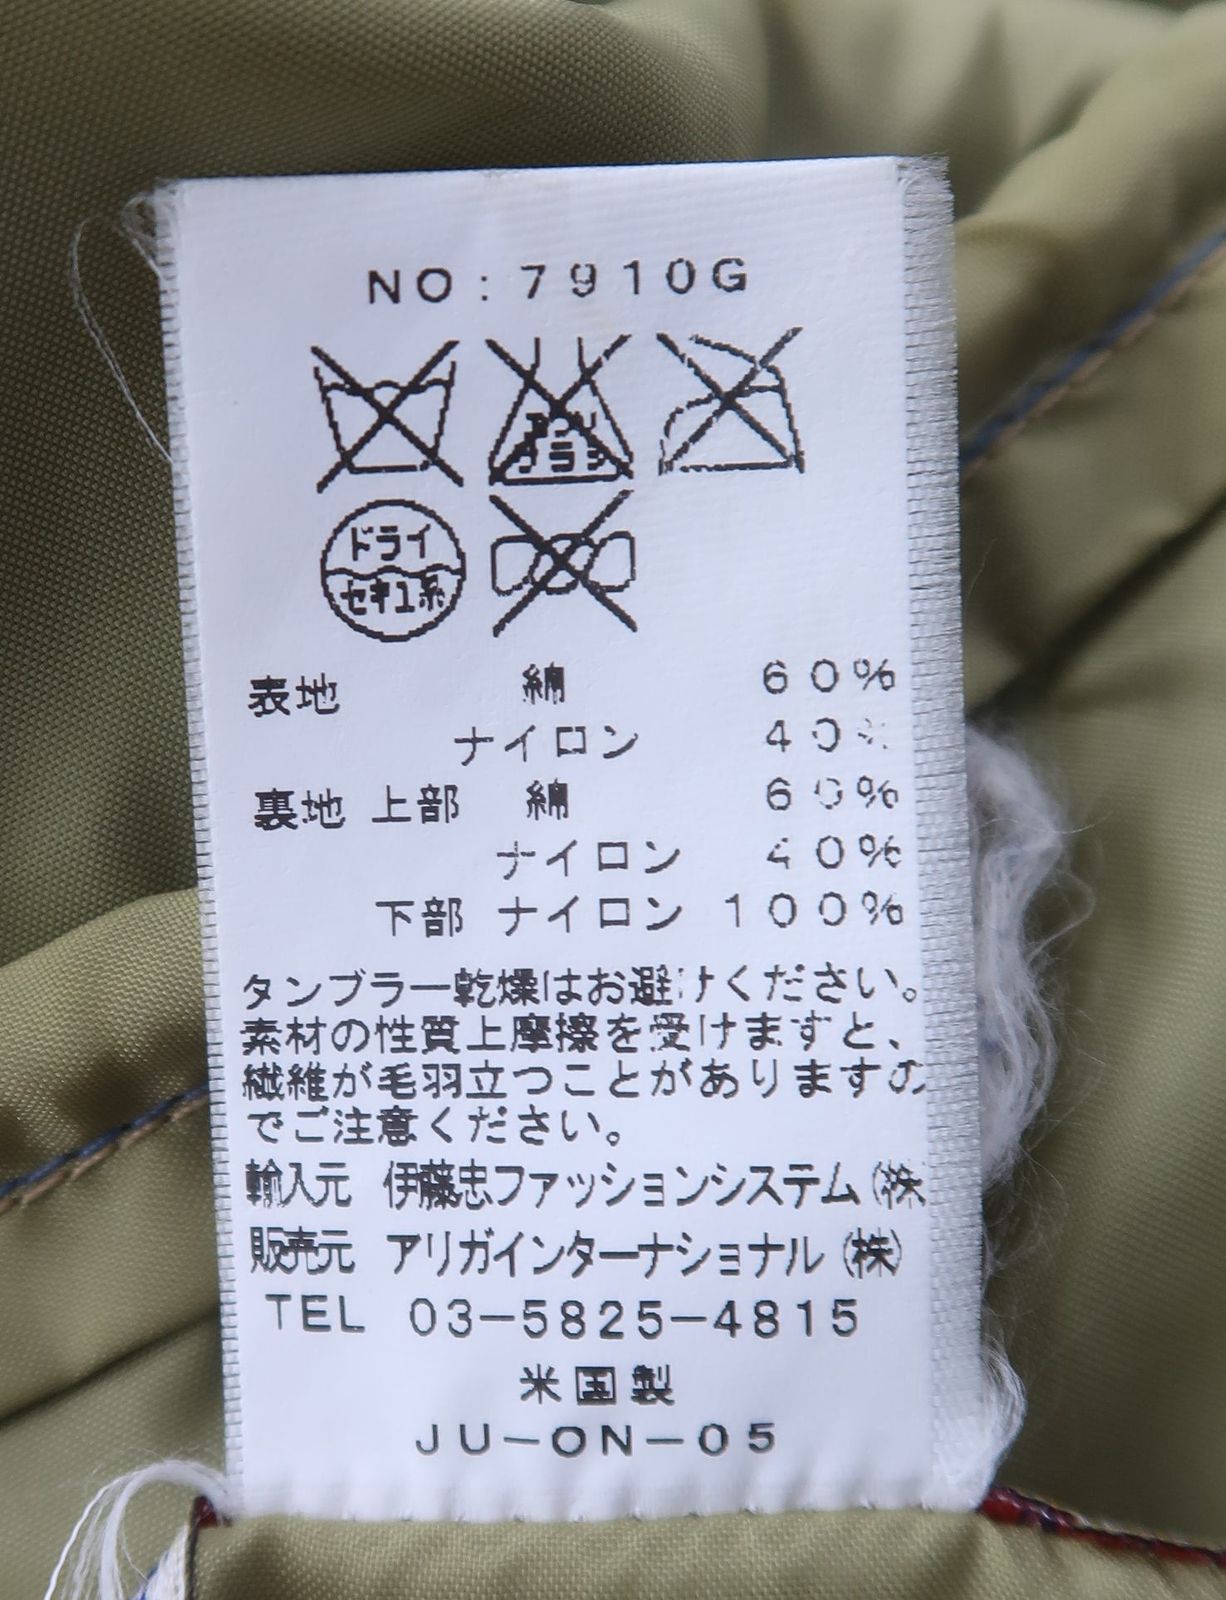 NO:7910G
エンソ
サラシ
ドライ
セキユ系
表地 綿 60%
ナイロン 40%
裏地 上部 綿 60%
ナイロン 40%
下部 ナイロン 100%
タンブラー乾燥はお避けください。
素材の性質上摩擦を受けますと、
繊維が毛羽立つことがありますの
でご注意ください。
輸入元 伊藤忠ファッションシステム(株
販売元 アリガインターナショナル(株)
TEL 03-5825-4815
米国製
JU-ON-05